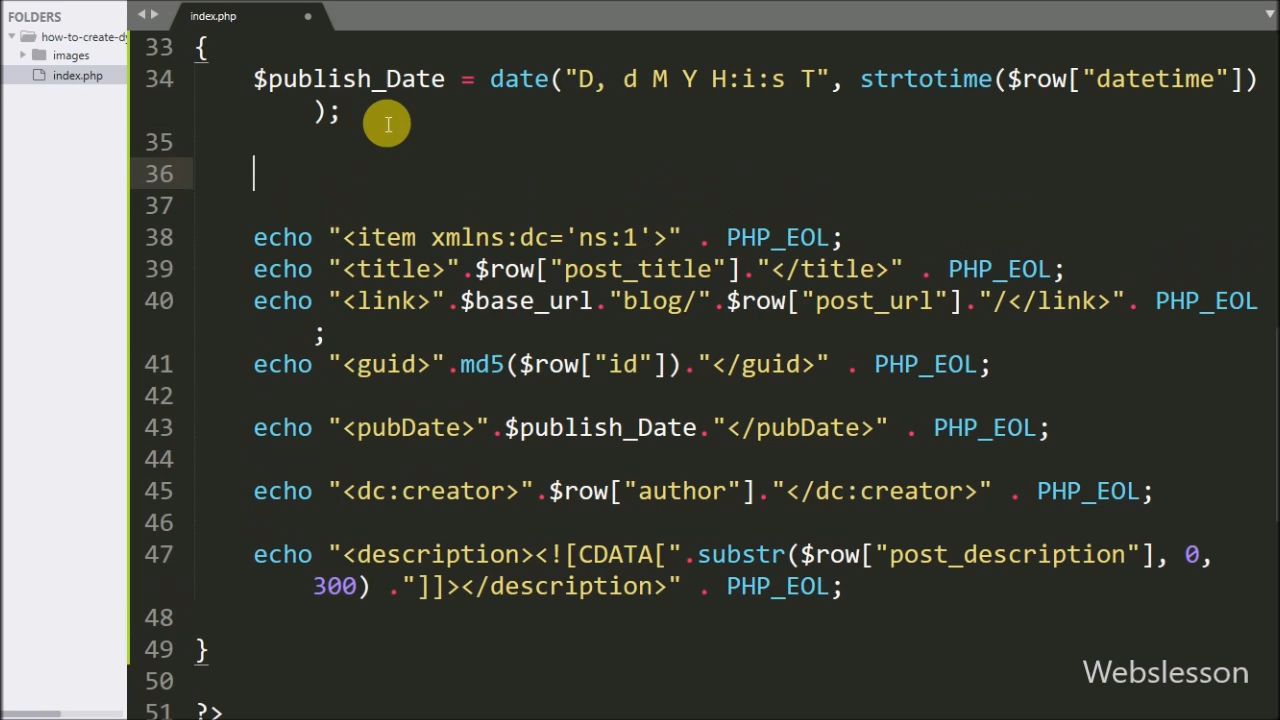 FOLDERS
how-to-create-dy
images
index.php
index.php
33 {
34 $publish_Date = date("D, d M Y H:i:s T", strtotime($row["datetime"])
);
35
36
37
38 echo "<item xmlns:dc='ns:1'>" . PHP_EOL;
39 echo "<title>".$row["post_title"]."</title>" . PHP_EOL;
40 echo "<link>".$base_url."blog/".$row["post_url"]."/</link>". PHP_EOL
;
41 echo "<guid>".md5($row["id"])."</guid>" . PHP_EOL;
42
43 echo "<pubDate>".$publish_Date."</pubDate>" . PHP_EOL;
44
45 echo "<dc:creator>".$row["author"]."</dc:creator>" . PHP_EOL;
46
47 echo "<description><![CDATA[".substr($row["post_description"], 0,
300) ."]]></description>" . PHP_EOL;
48
49 }
50
51 ?>
Webslesson